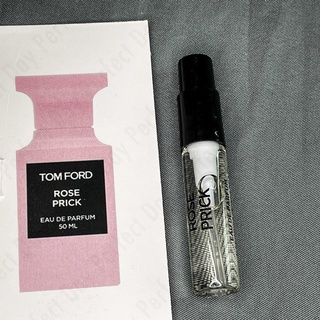 TOM FORD
ROSE
PRICK
EAU DE PARFUM
50 ML
ROSE
PRICK